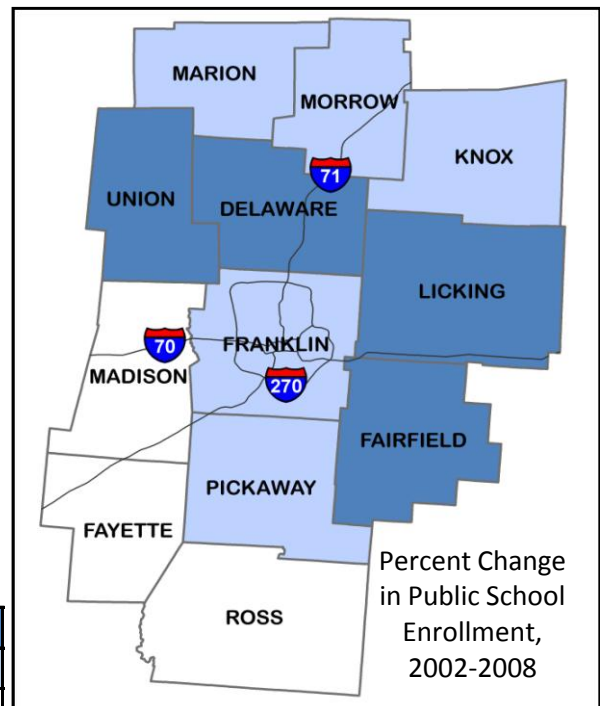 MARION
MORROW
KNOX
71
UNION
DELAWARE
LICKING
70
FRANKLIN
MADISON
270
FAIRFIELD
PICKAWAY
FAYETTE
ROSS
Percent Change
in Public School
Enrollment,
2002-2008